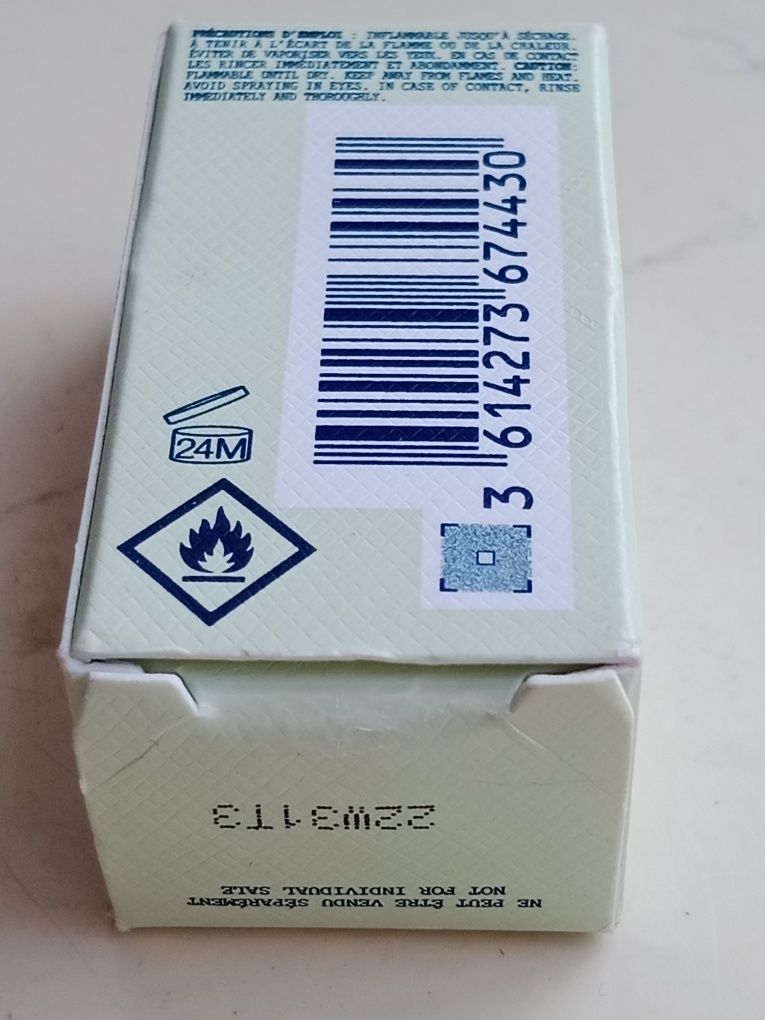 PRÉCAUTIONS D'EMPLOI : INFLAMMABLE JUSQU'À SÉCHAGE.
À TENIR À L'ÉCART DE LA FLAMME OU DE LA CHALEUR.
ÉVITER DE VAPORISER VERS LES YEUX. EN CAS DE CONTACT
LES RINCER IMMÉDIATEMENT ET ABONDAMMENT. CAUTION
FLAMMABLE UNTIL DRY. KEEP AWAY FROM FLAMES AND HEAT.
AVOID SPRAYING IN EYES. IN CASE OF CONTACT, RINSE
IMMEDIATELY AND THOROUGHLY.
3 614273 674430
24M
22W31T3
NE PEUT ÊTRE VENDU SÉPARÉMENT
NOT FOR INDIVIDUAL SALE